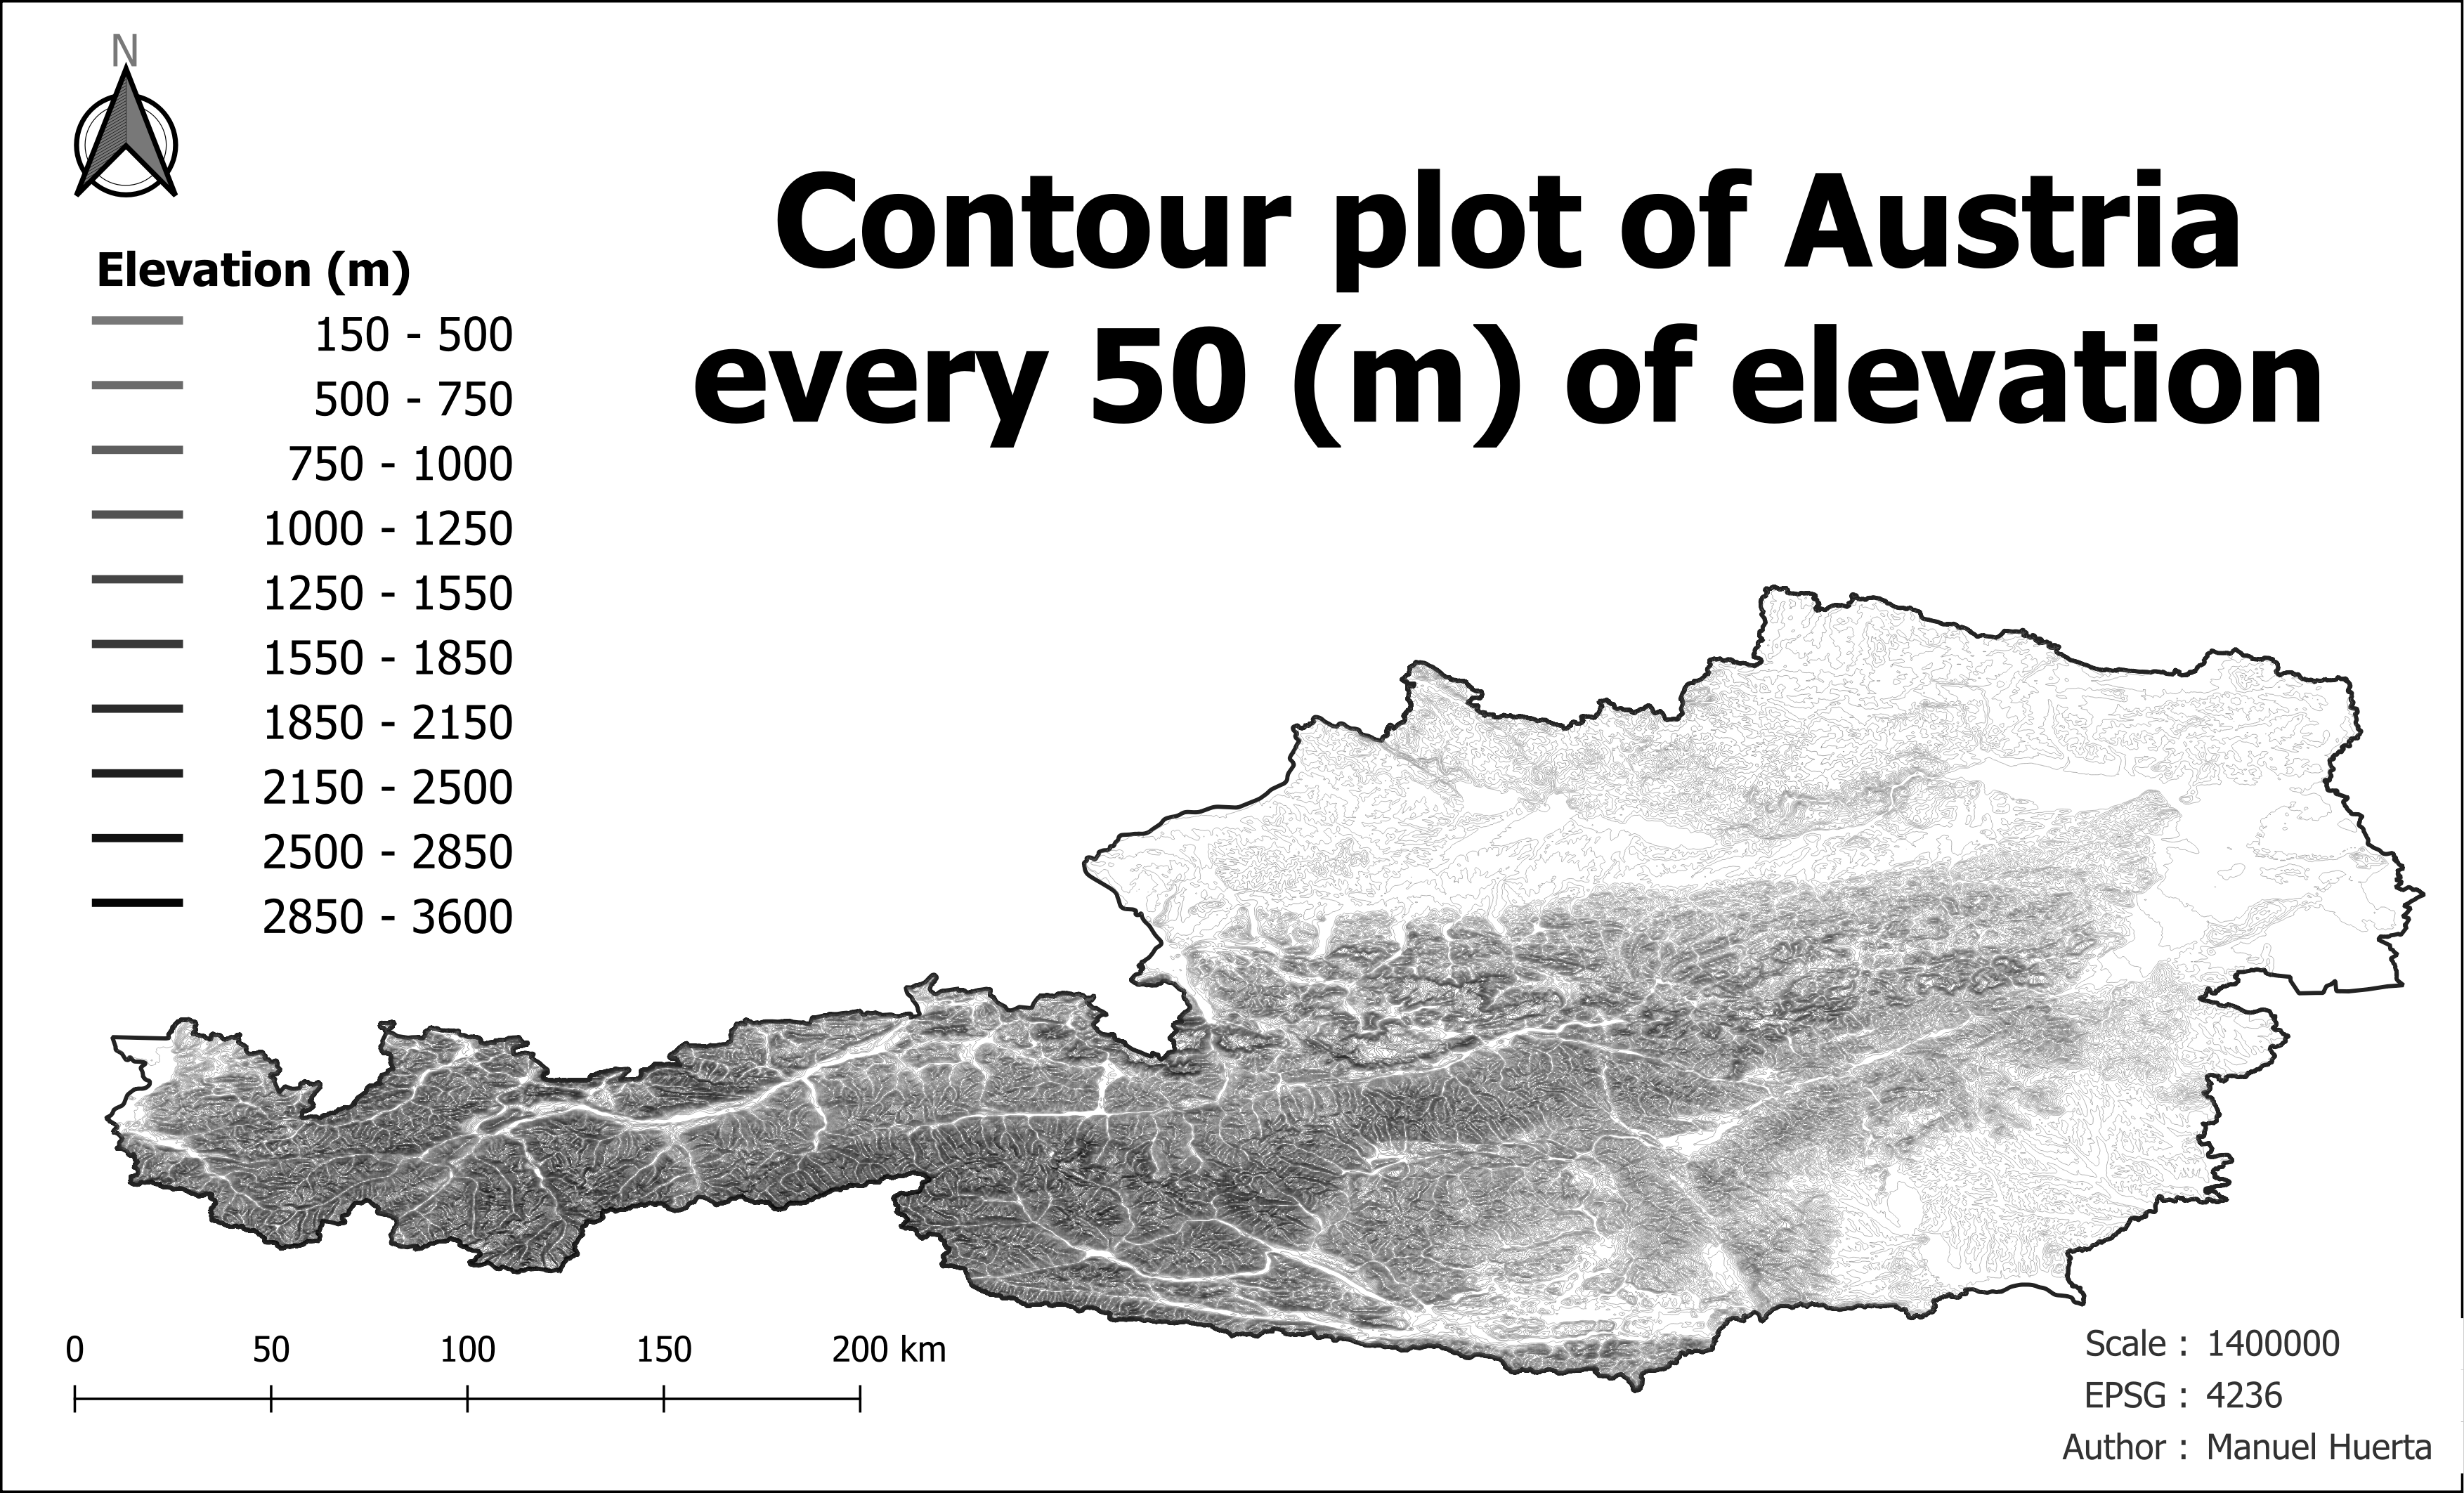 N
Contour plot of Austria
every 50 (m) of elevation
Elevation (m)
150 - 500
500 - 750
750 - 1000
1000 - 1250
1250 - 1550
1550 - 1850
1850 - 2150
2150 - 2500
2500 - 2850
2850 - 3600
0 50 100 150 200 km
Scale : 1400000
EPSG : 4236
Author : Manuel Huerta